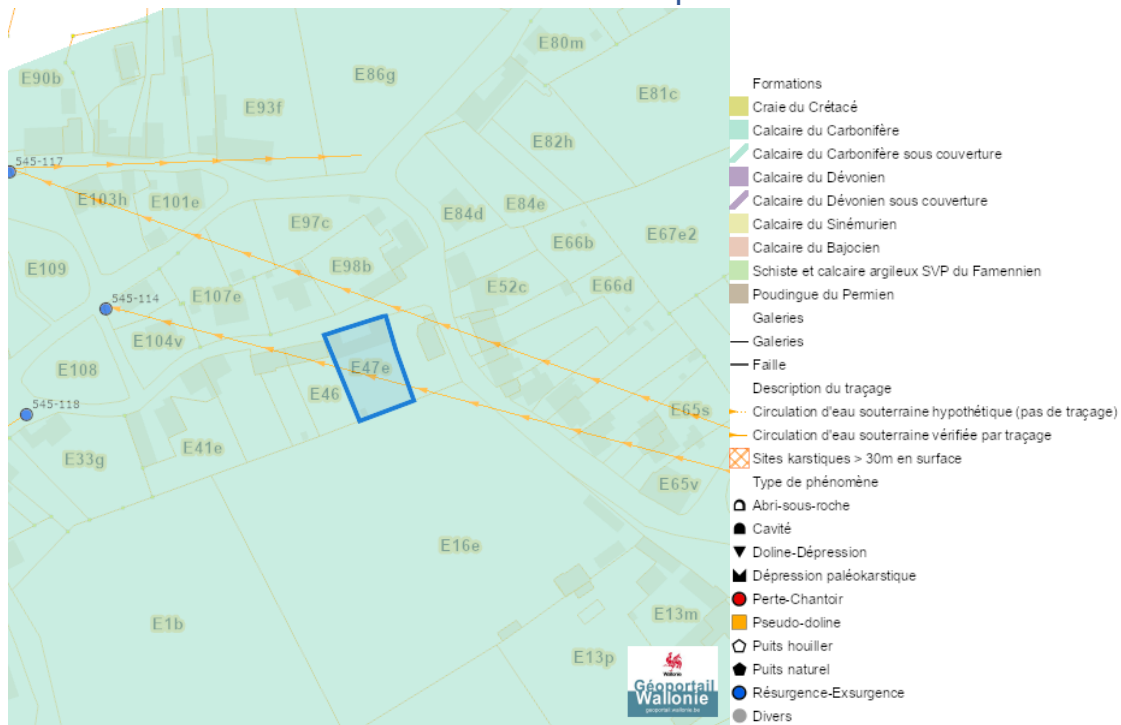 E80m
E90b
E86g
E81c
E93f
E82h
545-117
E103h
E101e
E84e
E84d
E97c
E66b
E67e2
E109
E98b
E52c
E66d
545-114
E107e
E104v
E108
E47e
E46
545-118
E65s
E41e
E33g
E65v
E16e
E1b
E13m
E13p
Wallonie
Géoportail
Wallonie
geoportail.wallonie.be
Formations
Craie du Crétacé
Calcaire du Carbonifère
Calcaire du Carbonifère sous couverture
Calcaire du Dévonien
Calcaire du Dévonien sous couverture
Calcaire du Sinémurien
Calcaire du Bajocien
Schiste et calcaire argileux SVP du Famennien
Poudingue du Permien
Galeries
Galeries
Faille
Description du traçage
Circulation d'eau souterraine hypothétique (pas de traçage)
Circulation d'eau souterraine vérifiée par traçage
Sites karstiques > 30m en surface
Type de phénomène
Abri-sous-roche
Cavité
Doline-Dépression
Dépression paléokarstique
Perte-Chantoir
Pseudo-doline
Puits houiller
Puits naturel
Résurgence-Exsurgence
Divers